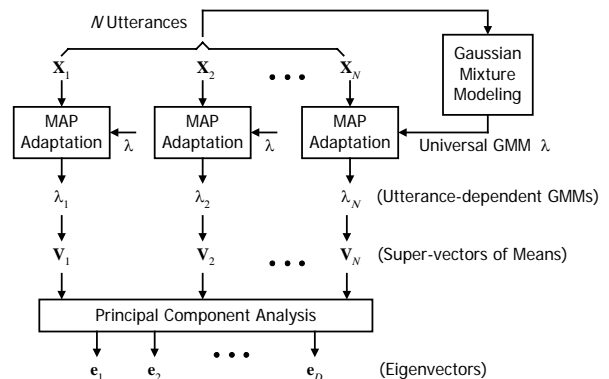 N Utterances
Gaussian
Mixture
Modeling
X1 X2 • • • XN
MAP
Adaptation
λ
MAP
Adaptation
λ
MAP
Adaptation
Universal GMM λ
λ1 λ2 λN (Utterance-dependent GMMs)
V1 V2 • • • VN (Super-vectors of Means)
Principal Component Analysis
e1 e2 • • • eD (Eigenvectors)